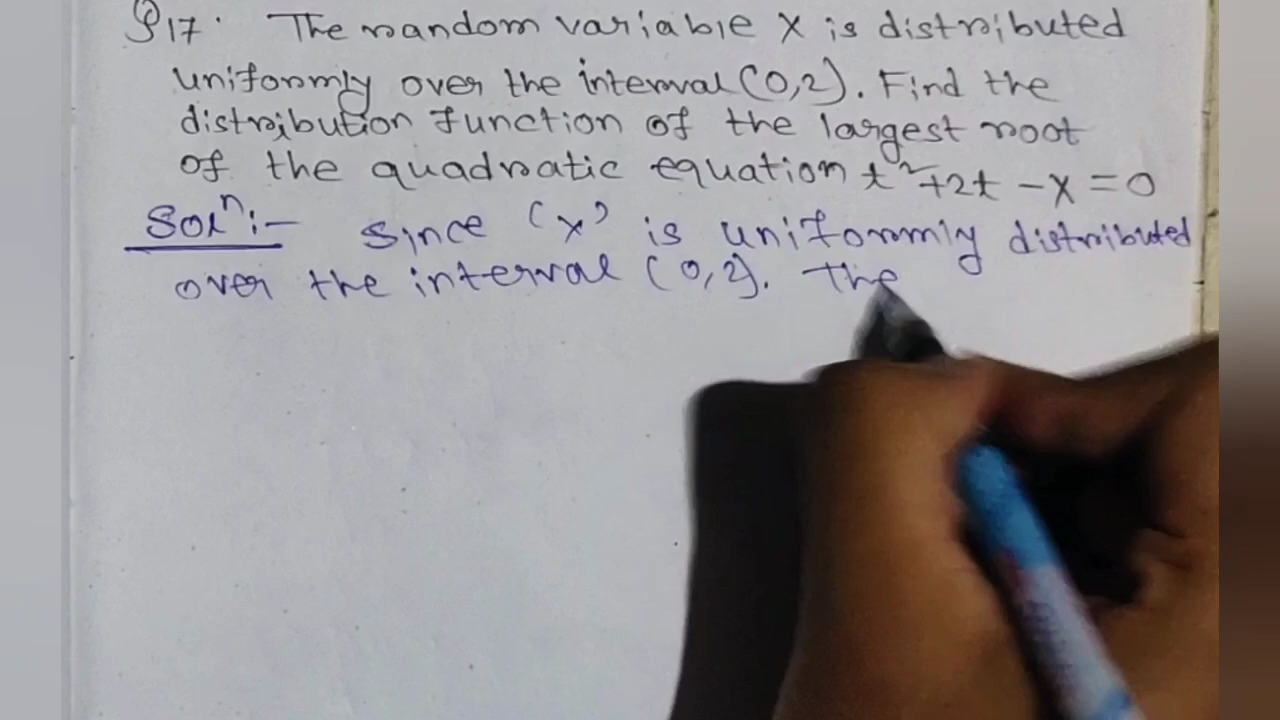 Q17. The random variable X is distributed
uniformly over the interval (0,2). Find the
distribution function of the largest root
of the quadratic equation t²+2t-X=0
Solⁿ:- Since 'X' is uniformly distributed
over the interval (0,2). The